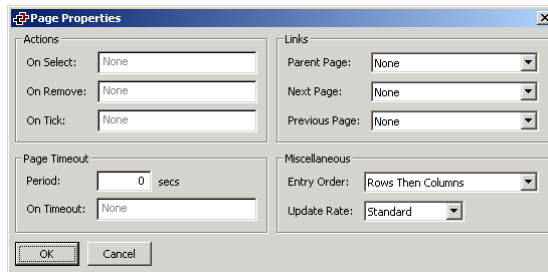 Page Properties
Actions
On Select: None
On Remove: None
On Tick: None
Links
Parent Page: None
Next Page: None
Previous Page: None
Page Timeout
Period: 0 secs
On Timeout: None
Miscellaneous
Entry Order: Rows Then Columns
Update Rate: Standard
OK Cancel